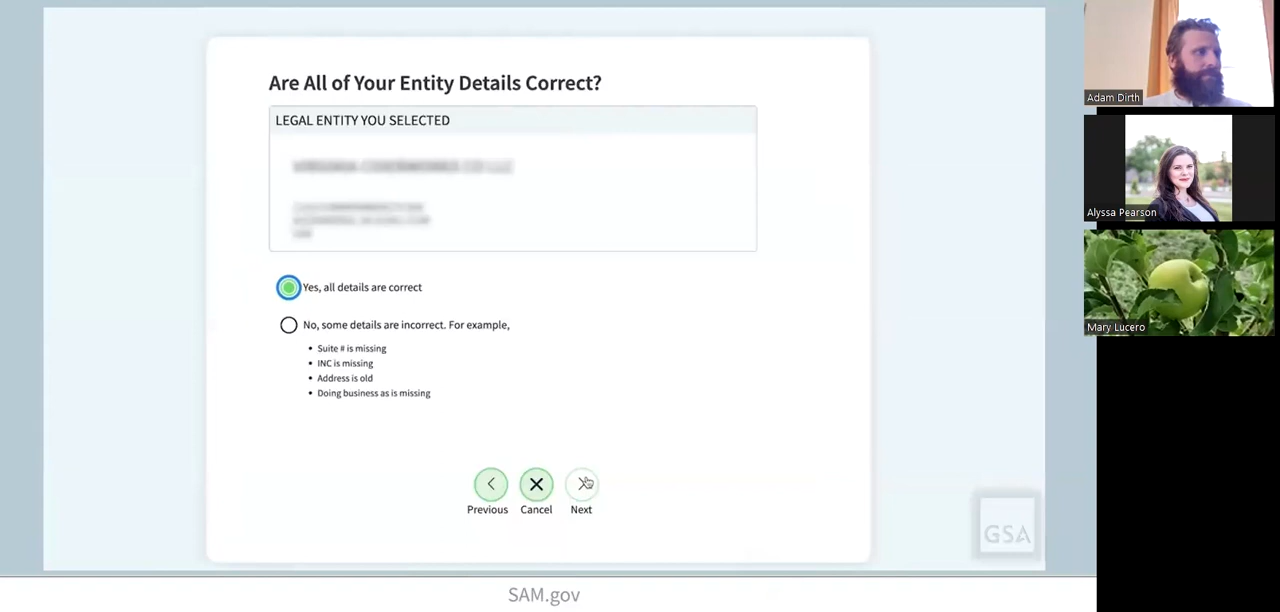 Are All of Your Entity Details Correct?
LEGAL ENTITY YOU SELECTED
Yes, all details are correct
No, some details are incorrect. For example,
• Suite # is missing
• INC is missing
• Address is old
• Doing business as is missing
Previous Cancel Next
GSA
SAM.gov
Adam Dirth
Alyssa Pearson
Mary Lucero